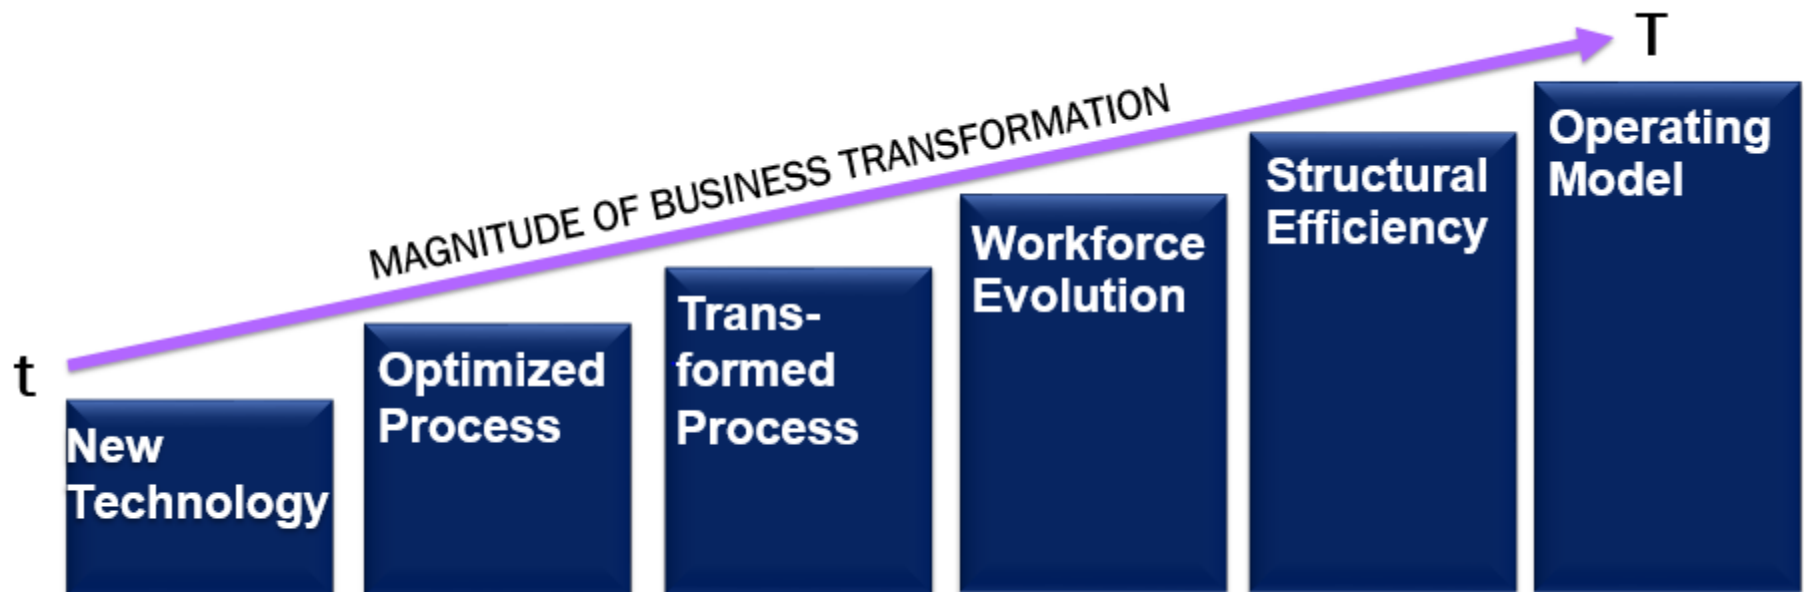 T
MAGNITUDE OF BUSINESS TRANSFORMATION
t
New
Technology
Optimized
Process
Trans-
formed
Process
Workforce
Evolution
Structural
Efficiency
Operating
Model